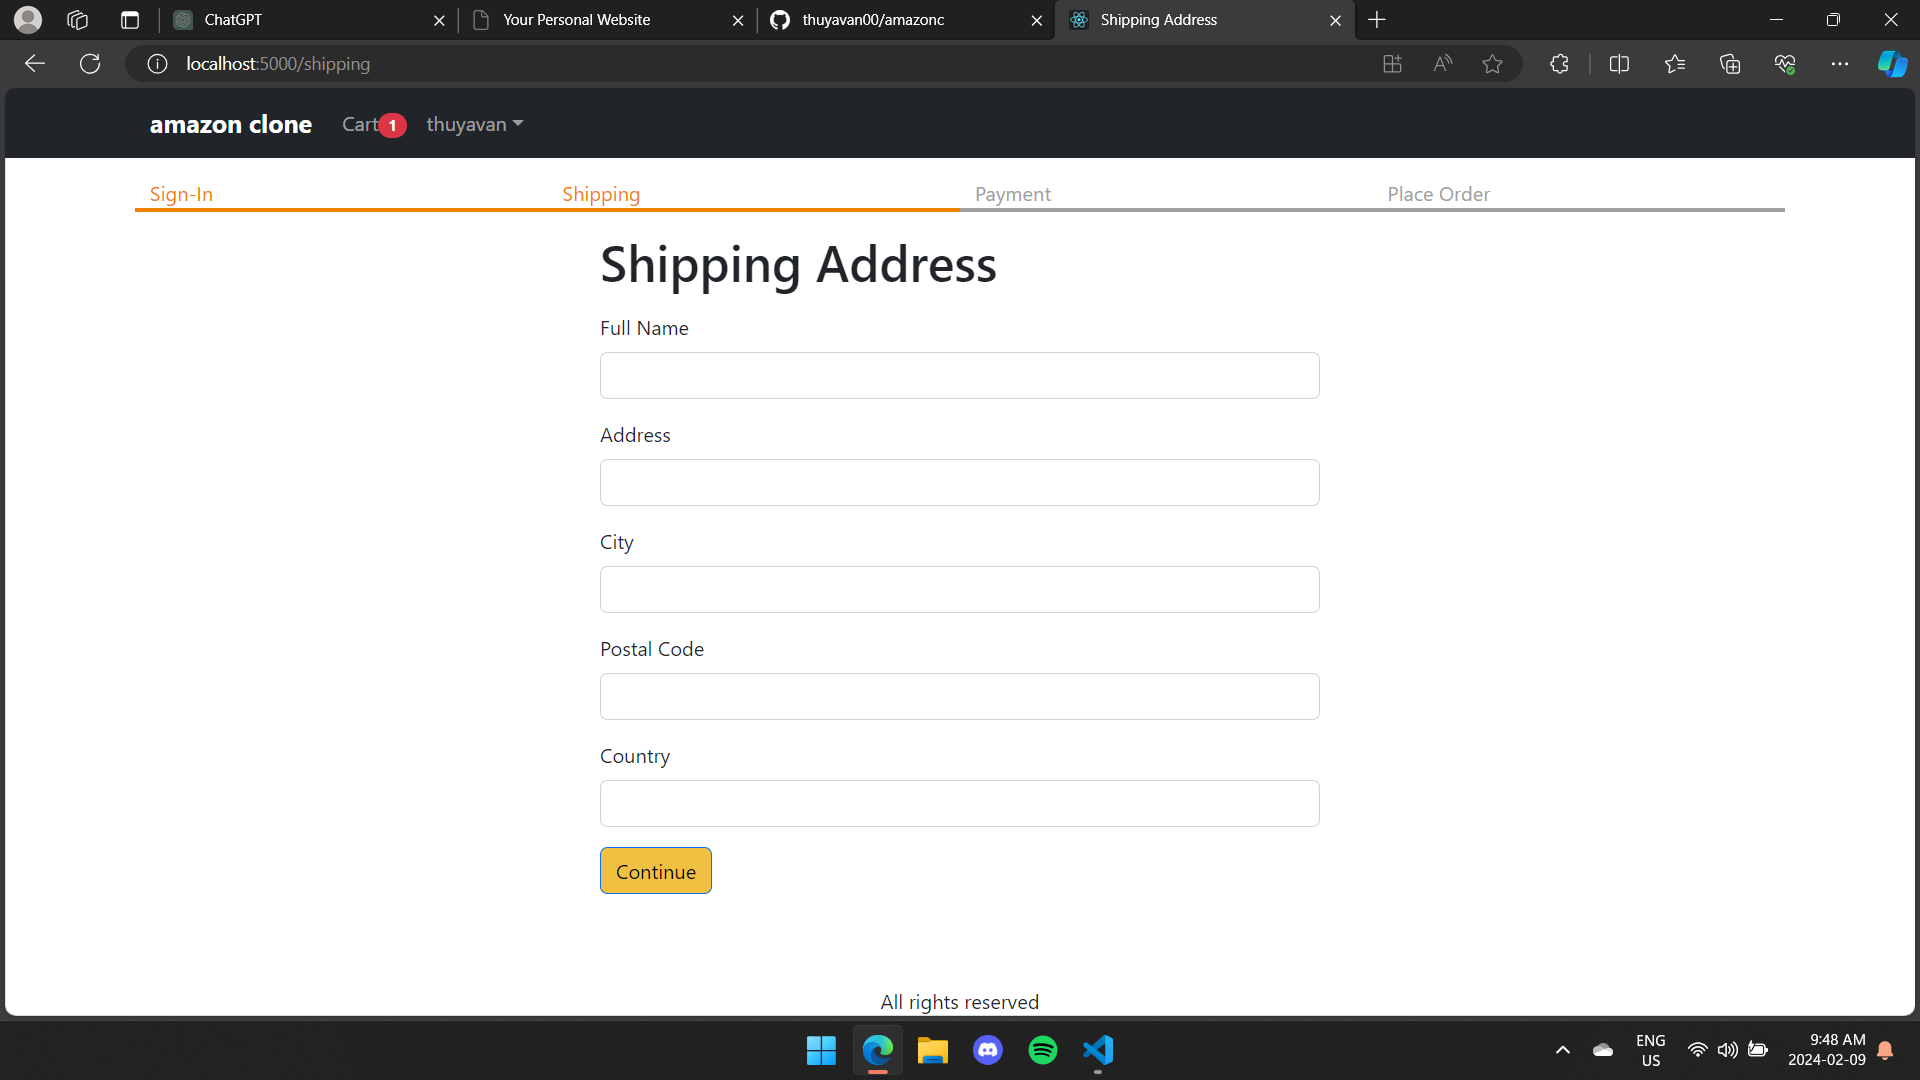 ChatGPT
Your Personal Website
thuyavan00/amazonc
Shipping Address
localhost:5000/shipping
amazon clone Cart 1 thuyavan
Sign-In Shipping Payment Place Order
Shipping Address
Full Name
Address
City
Postal Code
Country
Continue
All rights reserved
ENG
US
9:48 AM
2024-02-09